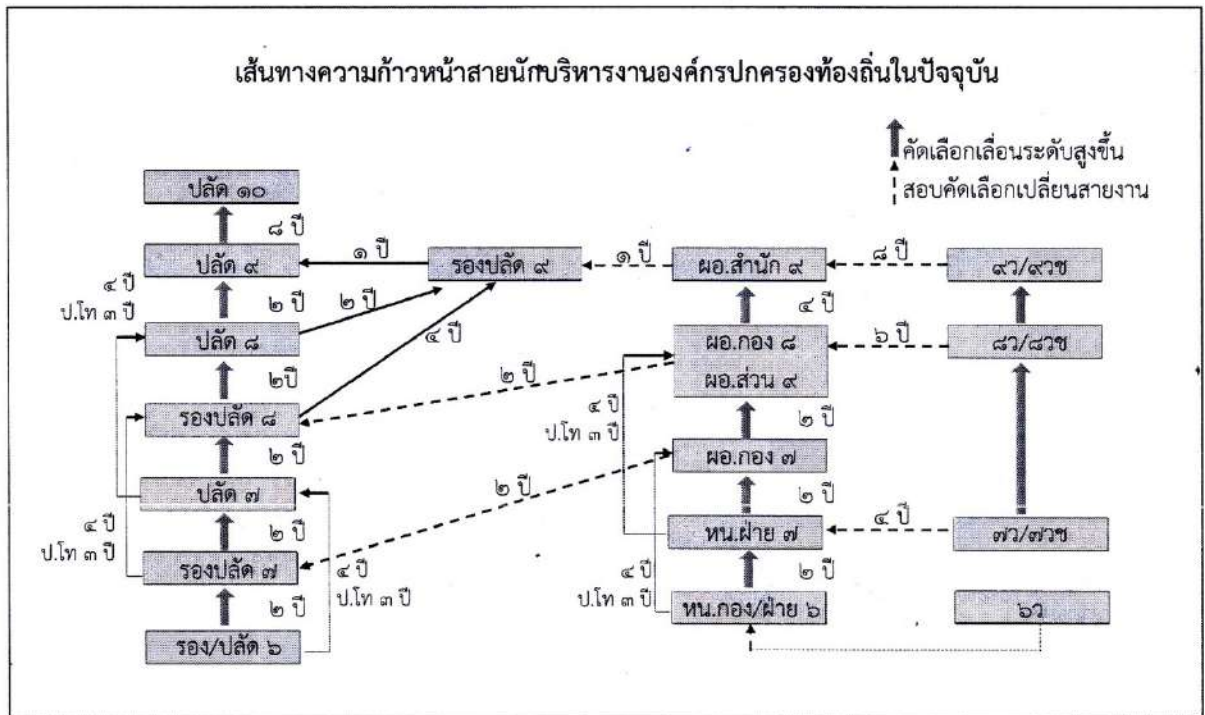 เส้นทางความก้าวหน้าสายนักบริหารงานองค์กรปกครองท้องถิ่นในปัจจุบัน
คัดเลือกเลื่อนระดับสูงขึ้น
สอบคัดเลือกเปลี่ยนสายงาน
ปลัด ๑๐
๘ ปี
ปลัด ๙
๑ ปี
รองปลัด ๙
๑ ปี
ผอ.สำนัก ๙
๘ ปี
๙ว/๙วช
๔ ปี
ป.โท ๓ ปี
๒ ปี
๒ ปี
๔ ปี
๔ ปี
ปลัด ๘
ผอ.กอง ๘
ผอ.ส่วน ๙
๖ ปี
๘ว/๘วช
๒ปี
๒ ปี
รองปลัด ๘
๔ ปี
ป.โท ๓ ปี
๒ ปี
๒ ปี
ผอ.กอง ๗
ปลัด ๗
๒ ปี
๒ ปี
๔ ปี
ป.โท ๓ ปี
๒ ปี
หน.ฝ่าย ๗
๔ ปี
๗ว/๗วช
รองปลัด ๗
๔ ปี
ป.โท ๓ ปี
๒ ปี
๔ ปี
ป.โท ๓ ปี
๒ ปี
รอง/ปลัด ๖
หน.กอง/ฝ่าย ๖
๖ว